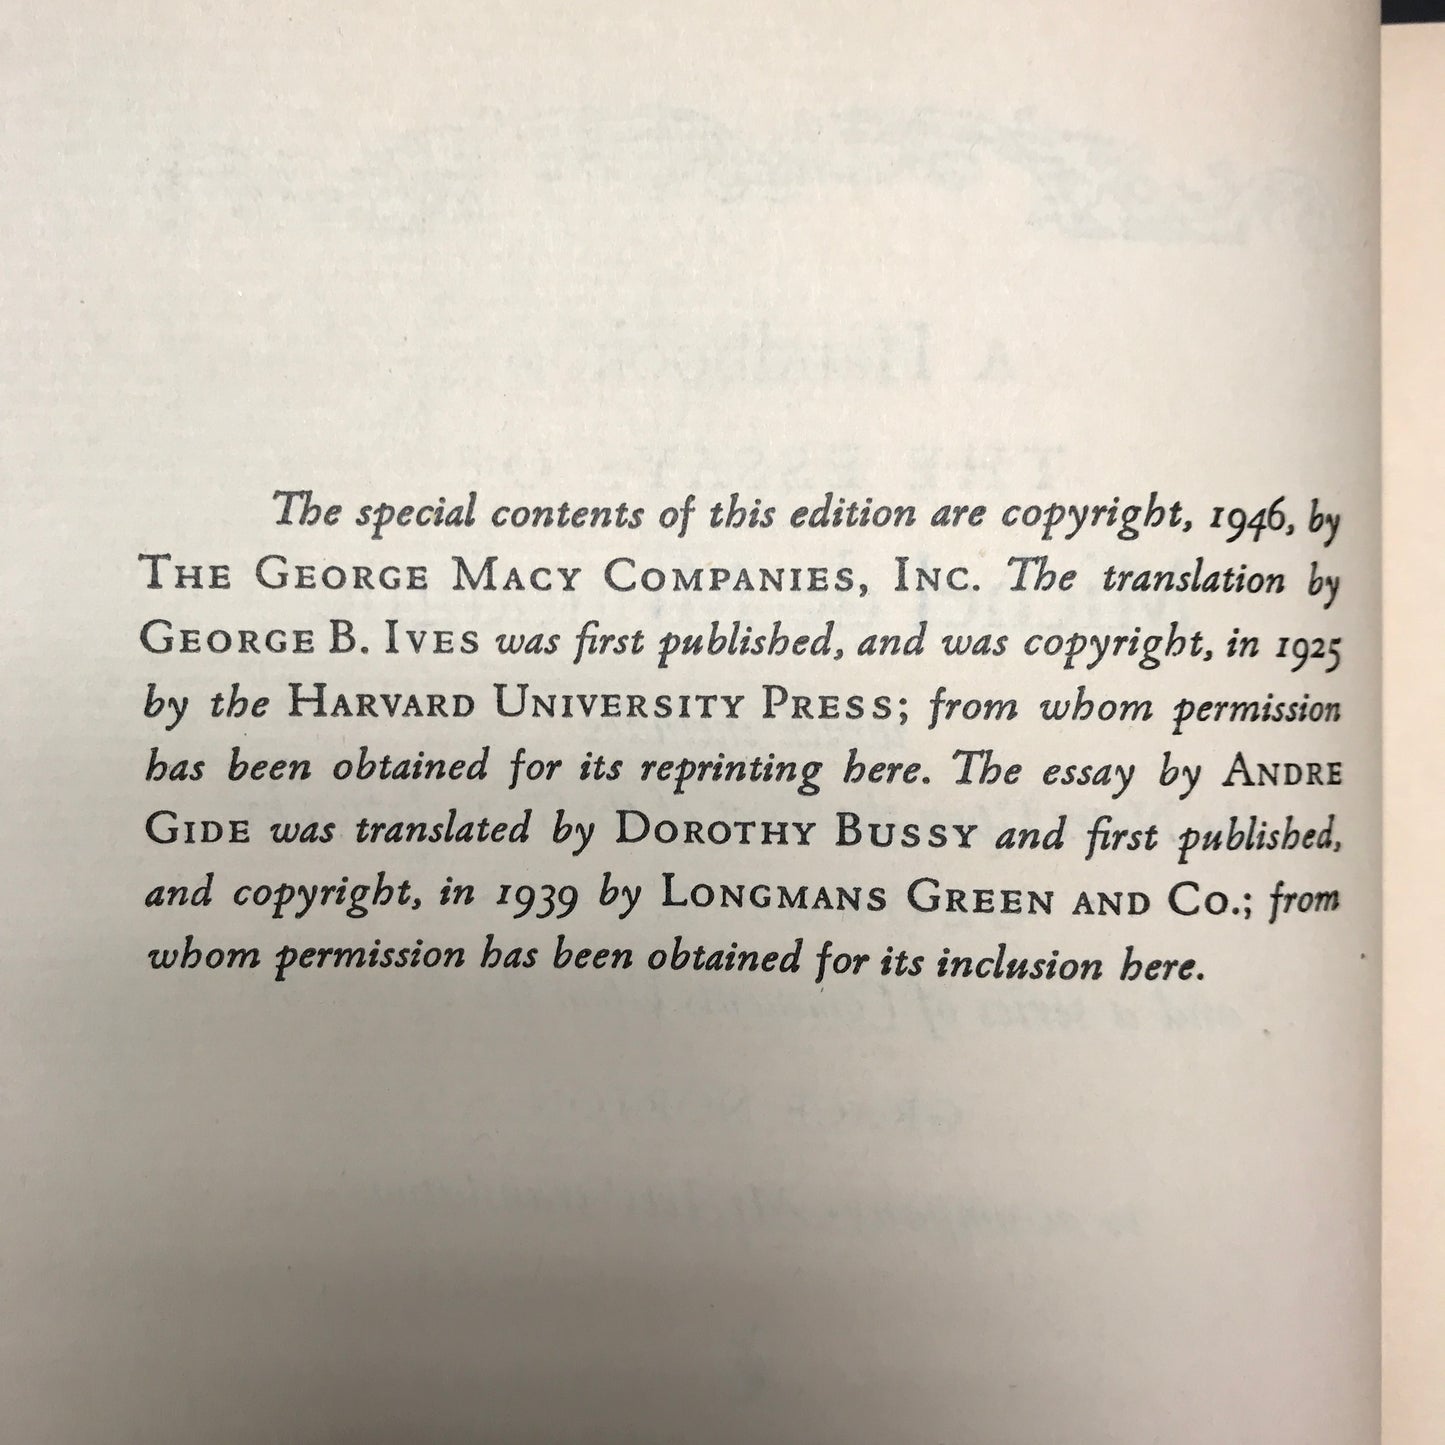 The special contents of this edition are copyright, 1946, by
THE GEORGE MACY COMPANIES, INC. The translation by
GEORGE B. IVES was first published, and was copyright, in 1925
by the HARVARD UNIVERSITY PRESS; from whom permission
has been obtained for its reprinting here. The essay by ANDRE
GIDE was translated by DOROTHY BUSSY and first published,
and copyright, in 1939 by LONGMANS GREEN AND CO.; from
whom permission has been obtained for its inclusion here.